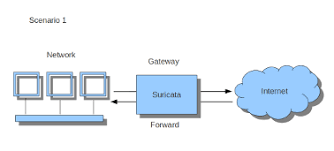 Scenario 1
Network
Gateway
Suricata
Internet
Forward